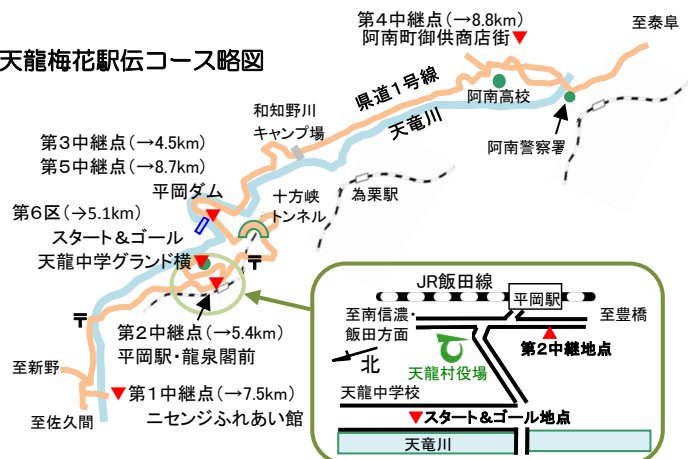 第4中継点(→8.8km)
阿南町御供商店街
至泰阜
天龍梅花駅伝コース略図
県道1号線
阿南高校
和知野川
キャンプ場
天竜川
阿南警察署
第3中継点(→4.5km)
第5中継点(→8.7km)
平岡ダム
十方峡
トンネル
為栗駅
第6区(→5.1km)
スタート&ゴール
天龍中学グランド横
〒
〒
第2中継点(→5.4km)
平岡駅・龍泉閣前
至新野
第1中継点(→7.5km)
ニセンジふれあい館
至佐久間
JR飯田線
平岡駅
至南信濃・
飯田方面
至豊橋
北
第2中継地点
天龍村役場
天龍中学校
スタート&ゴール地点
天竜川